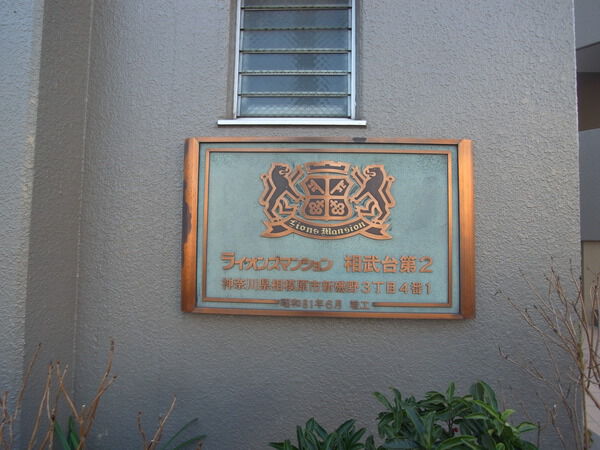 Lions Mansion
ライオンズマンション 相武台第2
神奈川県相模原市新磯野3丁目4番1
昭和61年6月 竣工